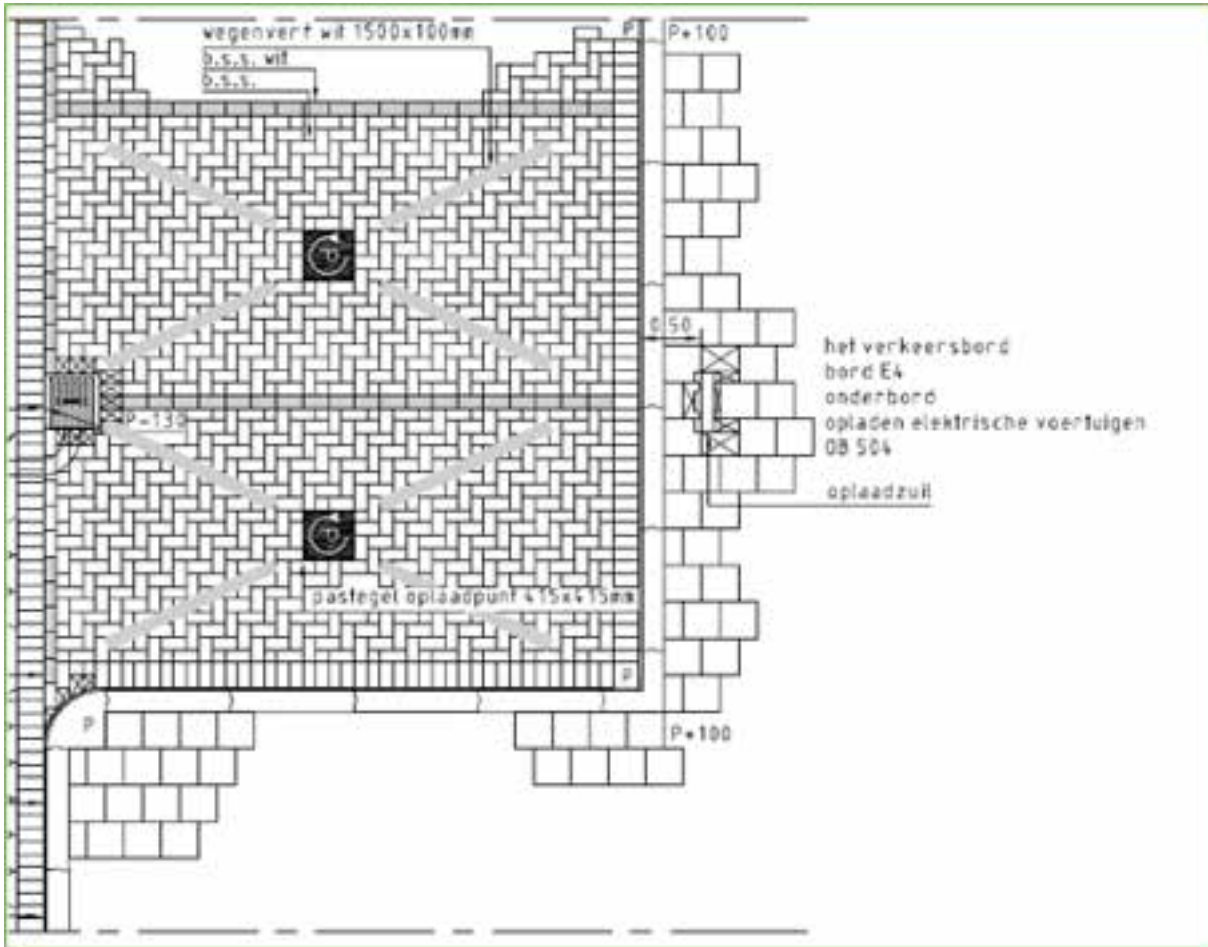 wegenverf wit 1500x100mm
b.s.s. wit
b.s.s.
P
P+100
0.50
het verkeersbord
bord E4
onderbord
opladen elektrische voertuigen
OB 504
P-130
oplaadzuil
pastegel oplaadpunt 415x415mm
P
P
P+100